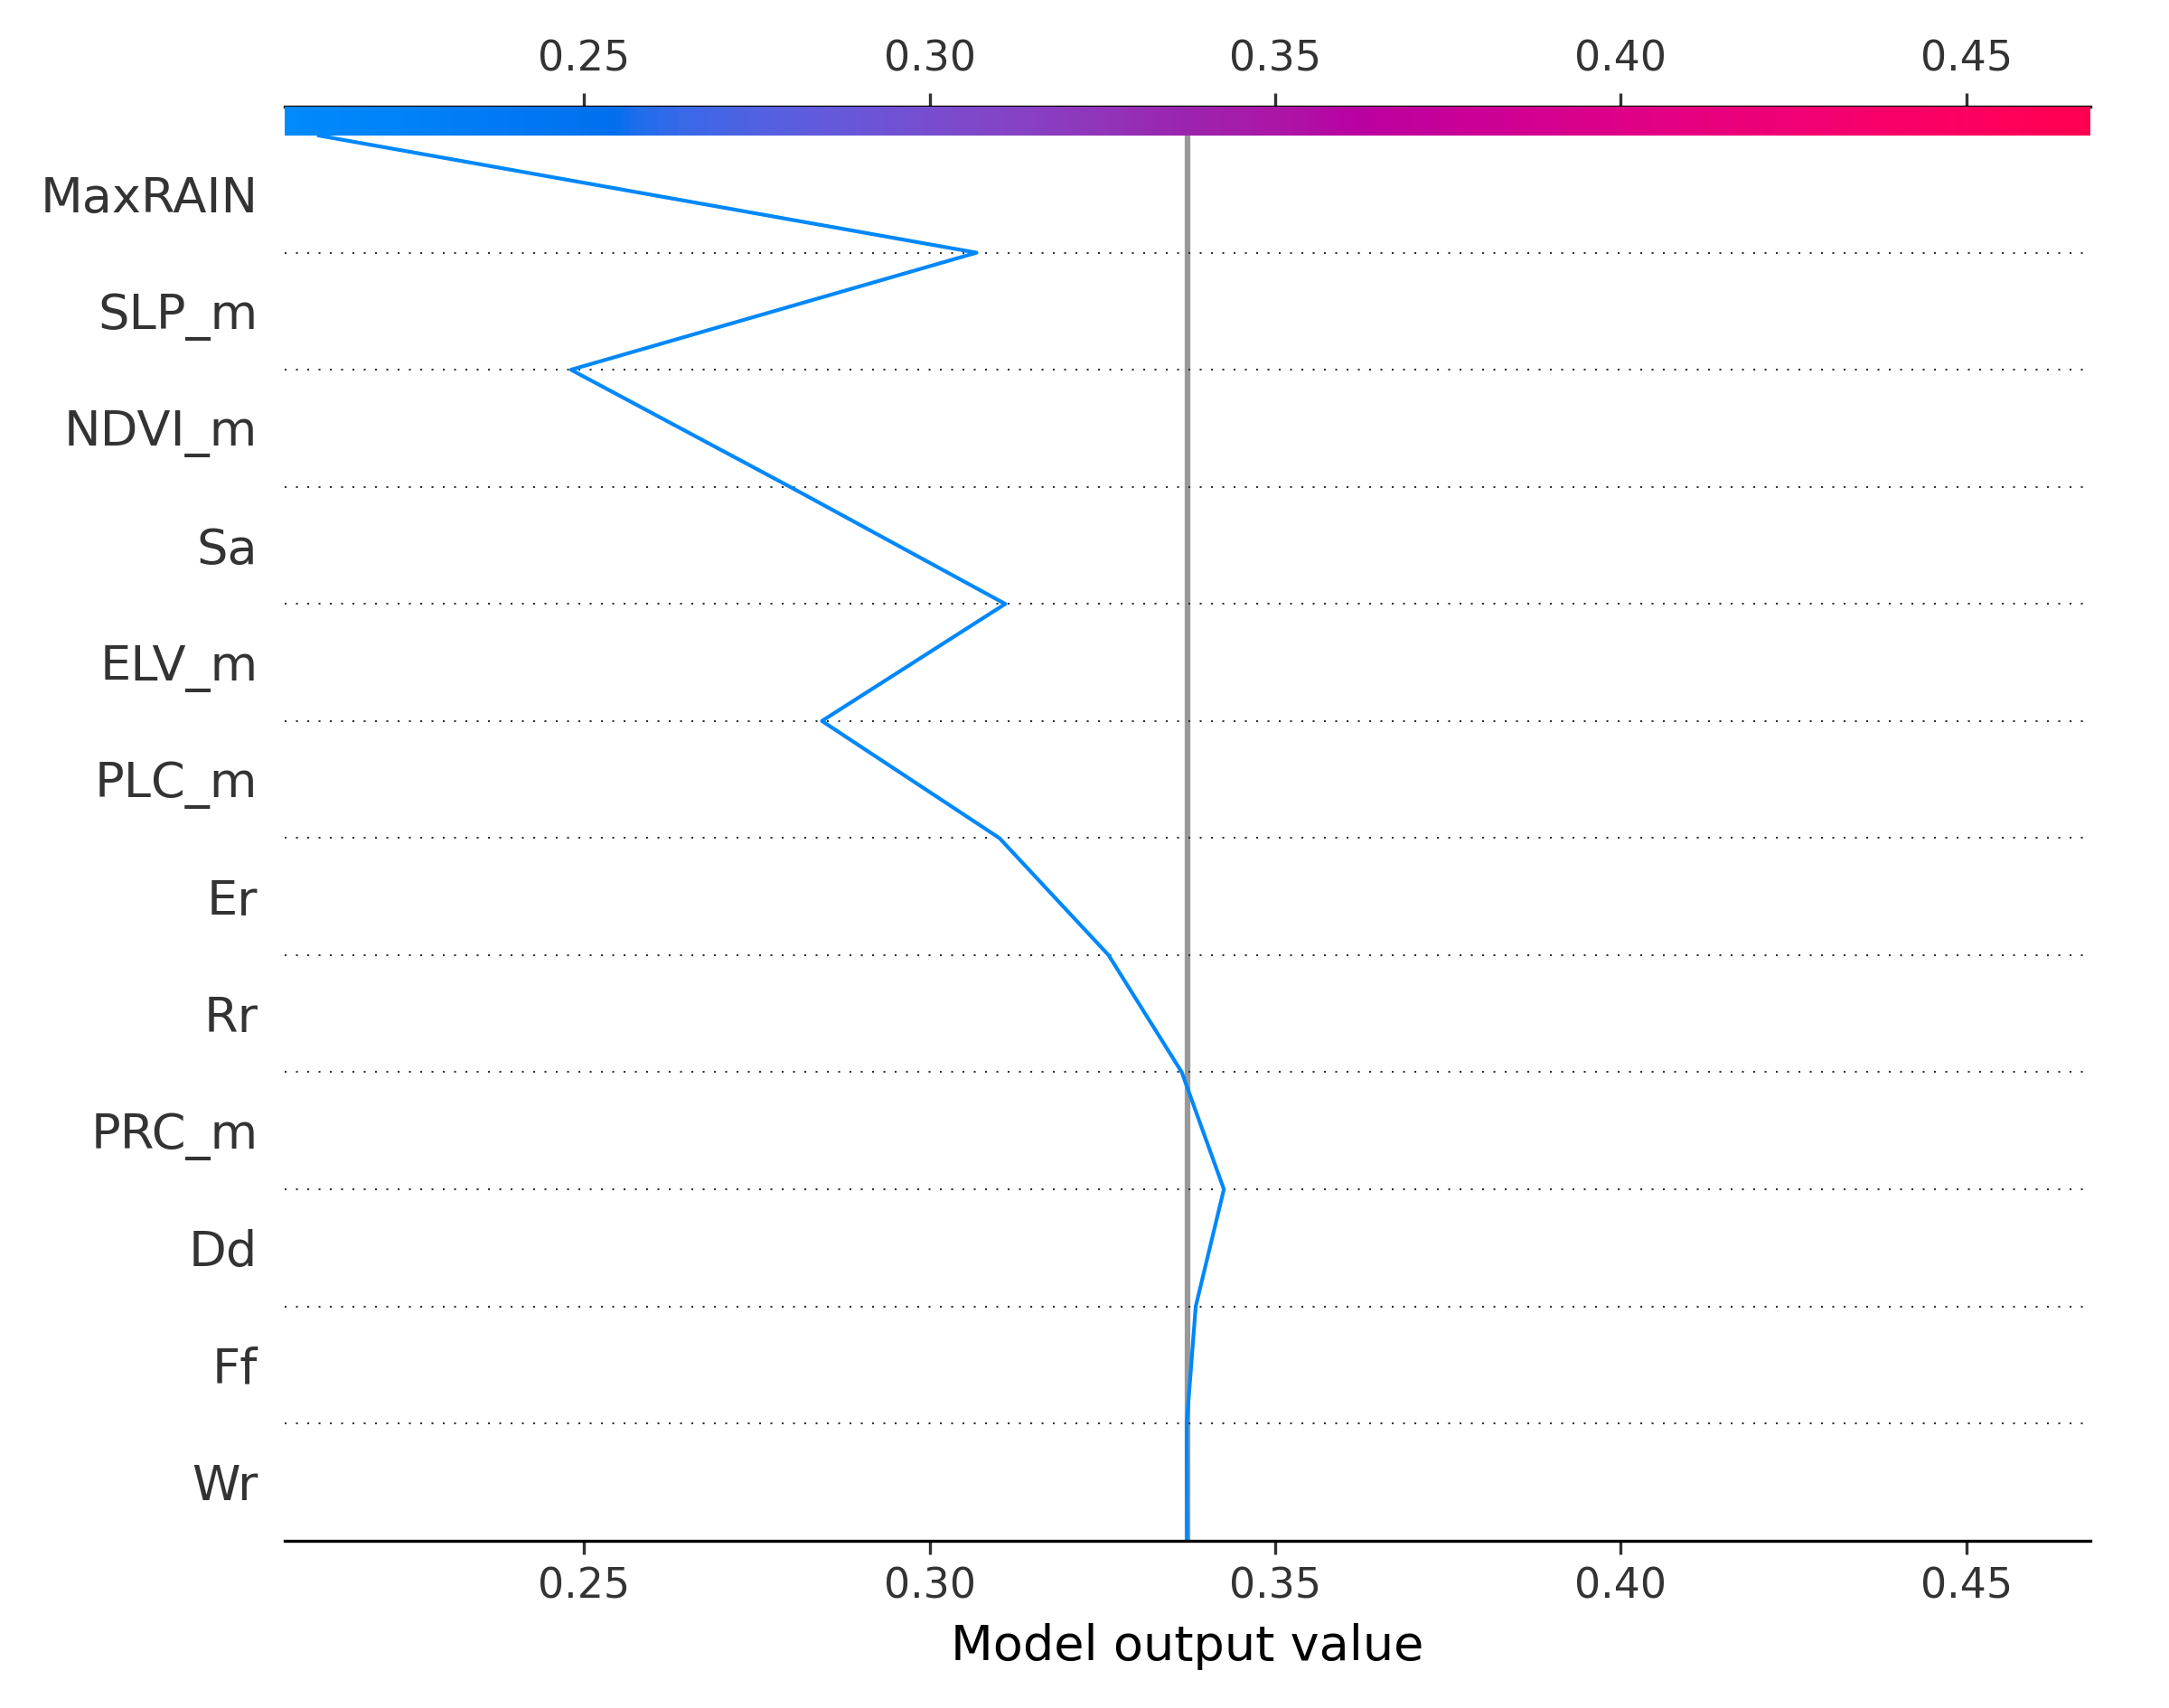 0.25 0.30 0.35 0.40 0.45
MaxRAIN
SLP_m
NDVI_m
Sa
ELV_m
PLC_m
Er
Rr
PRC_m
Dd
Ff
Wr
0.25 0.30 0.35 0.40 0.45
Model output value